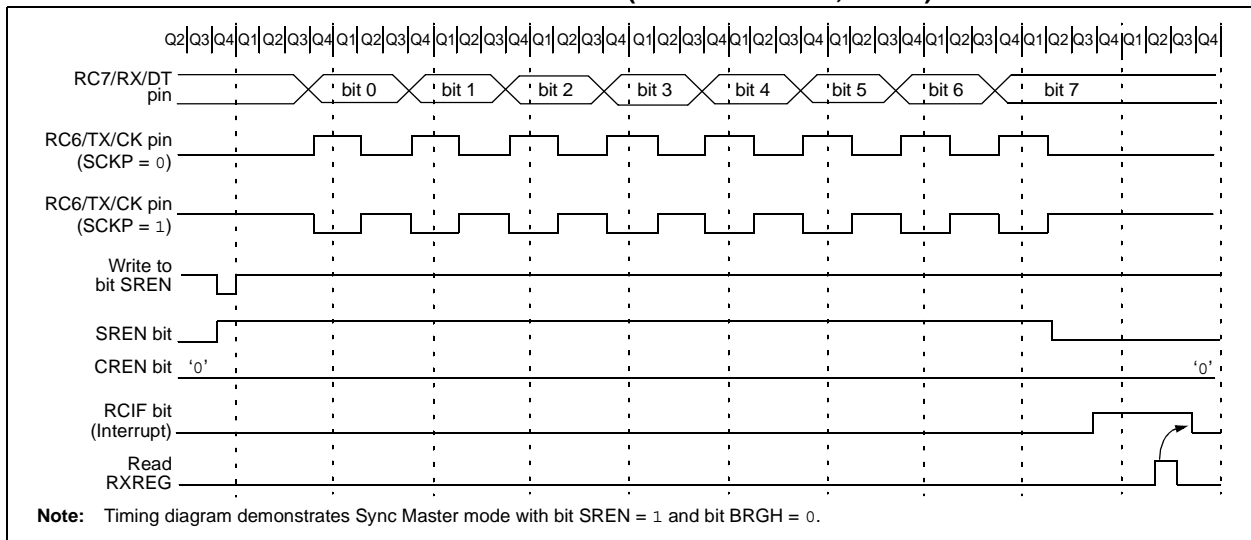 Q2 Q3 Q4 Q1 Q2 Q3 Q4 Q1 Q2 Q3 Q4 Q1 Q2 Q3 Q4 Q1 Q2 Q3 Q4 Q1 Q2 Q3 Q4 Q1 Q2 Q3 Q4 Q1 Q2 Q3 Q4 Q1 Q2 Q3 Q4 Q1 Q2 Q3 Q4 Q1 Q2 Q3 Q4
RC7/RX/DT
pin
bit 0 bit 1 bit 2 bit 3 bit 4 bit 5 bit 6 bit 7
RC6/TX/CK pin
(SCKP = 0)
RC6/TX/CK pin
(SCKP = 1)
Write to
bit SREN
SREN bit
CREN bit '0' '0'
RCIF bit
(Interrupt)
Read
RXREG
Note: Timing diagram demonstrates Sync Master mode with bit SREN = 1 and bit BRGH = 0.